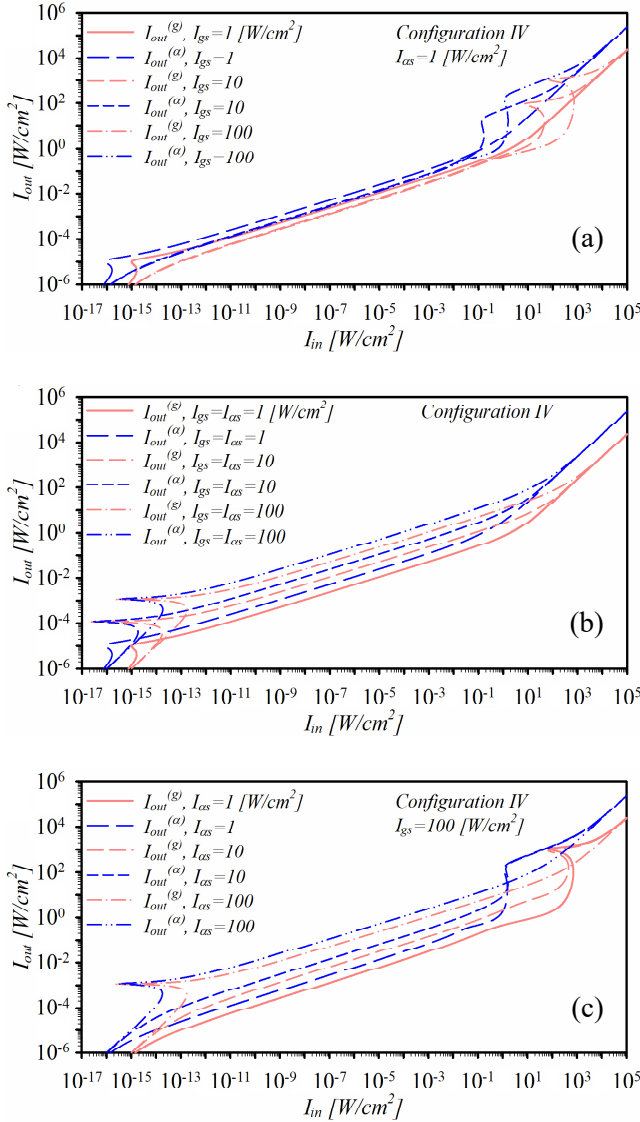 I_out^(g), I_gs=1 [W/cm^2]
I_out^(α), I_gs−1
I_out^(g), I_gs=10
I_out^(α), I_gs=10
I_out^(g), I_gs=100
I_out^(α), I_gs−100
Configuration IV
I_αs=1 [W/cm^2]
10^6
10^4
10^2
10^0
10^-2
10^-4
10^-6
I_out [W/cm^2]
(a)
10^-17 10^-15 10^-13 10^-11 10^-9 10^-7 10^-5 10^-3 10^-1 10^1 10^3 10^5
I_in [W/cm^2]
I_out^(g), I_gs=I_αs=1 [W/cm^2]
I_out^(α), I_gs=I_αs=1
I_out^(g), I_gs=I_αs=10
I_out^(α), I_gs=I_αs=10
I_out^(g), I_gs=I_αs=100
I_out^(α), I_gs=I_αs=100
Configuration IV
10^6
10^4
10^2
10^0
10^-2
10^-4
10^-6
I_out [W/cm^2]
(b)
10^-17 10^-15 10^-13 10^-11 10^-9 10^-7 10^-5 10^-3 10^-1 10^1 10^3 10^5
I_in [W/cm^2]
I_out^(g), I_αs=1 [W/cm^2]
I_out^(α), I_αs=1
I_out^(g), I_αs=10
I_out^(α), I_αs=10
I_out^(g), I_αs=100
I_out^(α), I_αs=100
Configuration IV
I_gs=100 [W/cm^2]
10^6
10^4
10^2
10^0
10^-2
10^-4
10^-6
I_out [W/cm^2]
(c)
10^-17 10^-15 10^-13 10^-11 10^-9 10^-7 10^-5 10^-3 10^-1 10^1 10^3 10^5
I_in [W/cm^2]